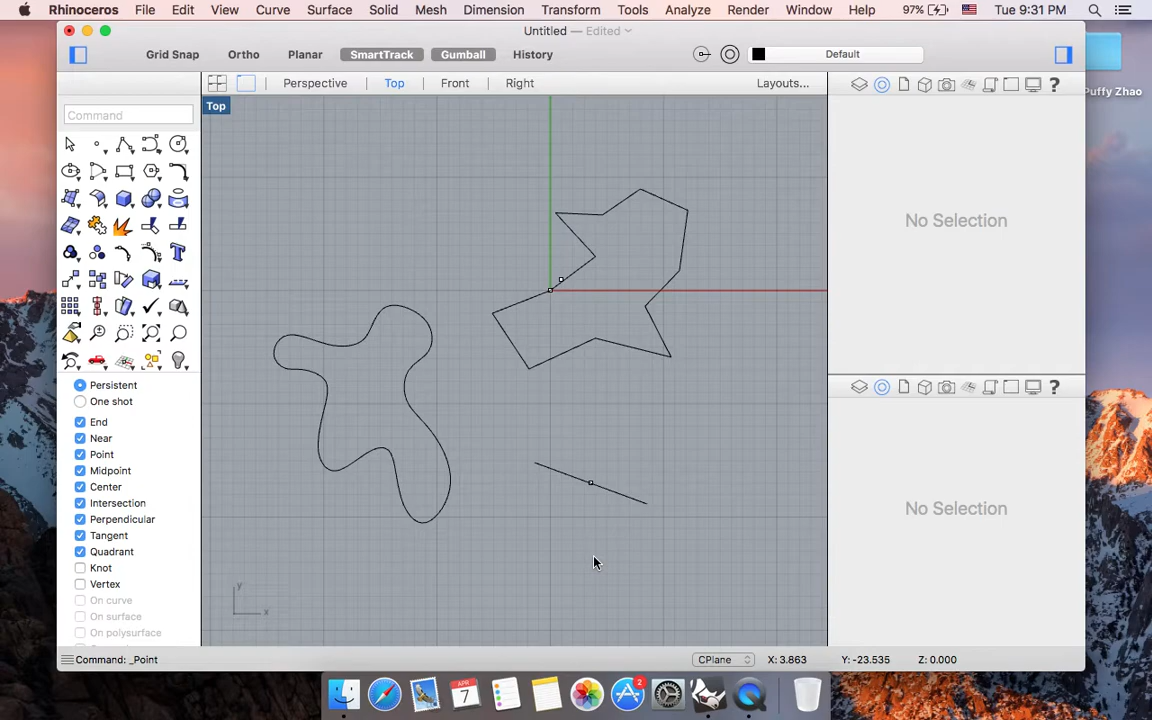 Rhinoceros File Edit View Curve Surface Solid Mesh Dimension Transform Tools Analyze Render Window Help 97% Tue 9:31 PM
Untitled — Edited
Grid Snap Ortho Planar SmartTrack Gumball History Default
Perspective Top Front Right Layouts...
Puffy Zhao
Top
Command
T
No Selection
y
x
Persistent
One shot
End
Near
Point
Midpoint
Center
Intersection
Perpendicular
Tangent
Quadrant
Knot
Vertex
On curve
On surface
On polysurface
?
?
No Selection
Command: _Point CPlane X: 3.863 Y: -23.535 Z: 0.000
APR
7
2